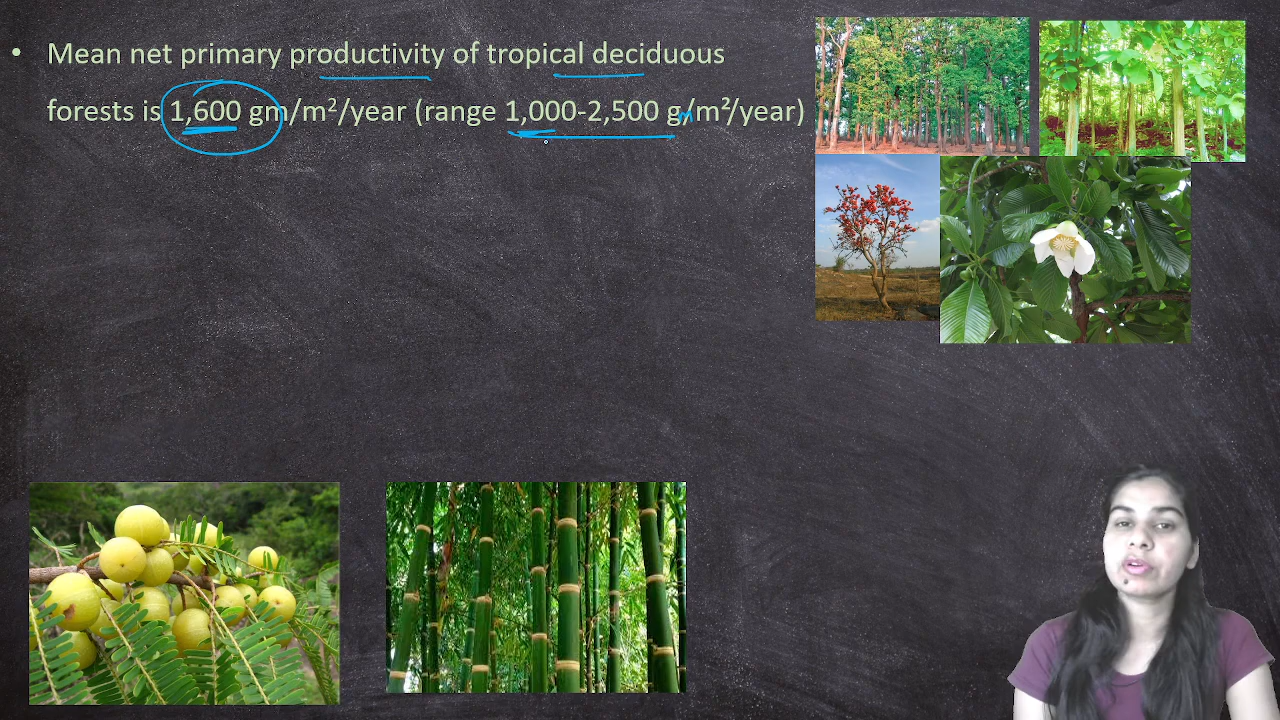 • Mean net primary productivity of tropical deciduous
forests is 1,600 gm/m²/year (range 1,000-2,500 g/m²/year)